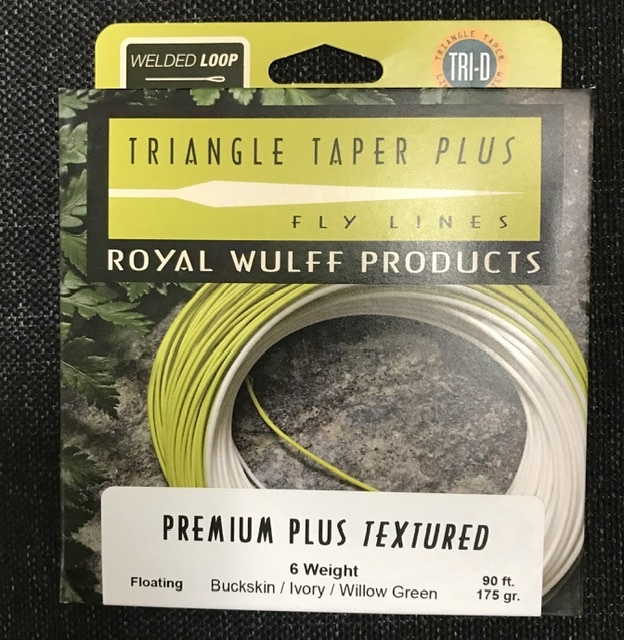 WELDED LOOP
TRIANGLE TAPER
TRI-D
TRIANGLE TAPER PLUS
FLY LINES
ROYAL WULFF PRODUCTS
PREMIUM PLUS TEXTURED
6 Weight
Floating
Buckskin / Ivory / Willow Green
90 ft.
175 gr.